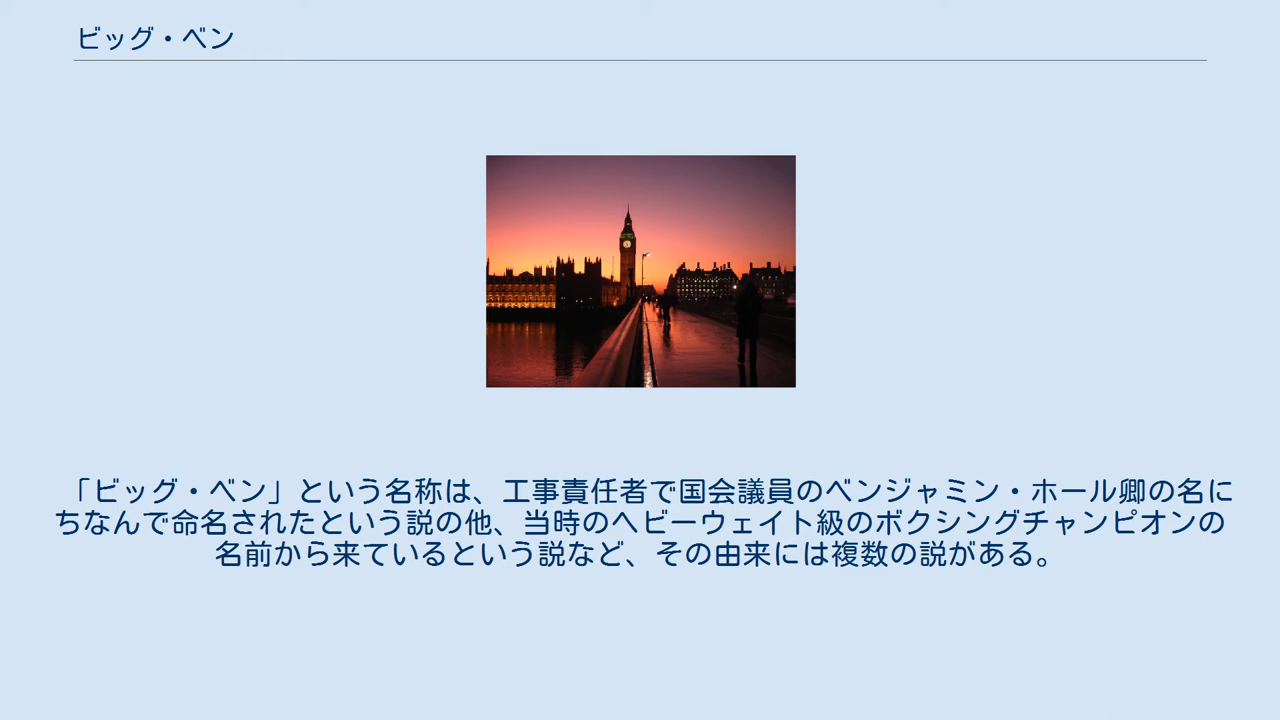 ビッグ・ベン
「ビッグ・ベン」という名称は、工事責任者で国会議員のベンジャミン・ホール卿の名に
ちなんで命名されたという説の他、当時のヘビーウェイト級のボクシングチャンピオンの
名前から来ているという説など、その由来には複数の説がある。